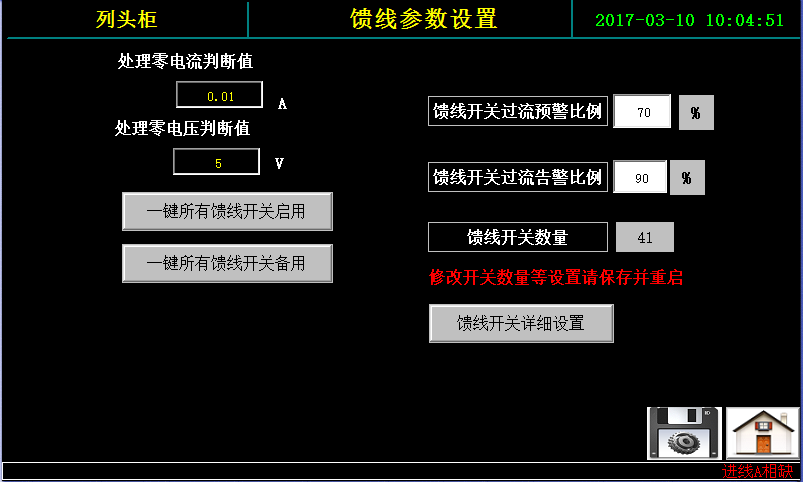 列头柜
馈线参数设置
2017-03-10 10:04:51
处理零电流判断值
0.01 A
处理零电压判断值
5 V
一键所有馈线开关启用
一键所有馈线开关备用
馈线开关过流预警比例 70 %
馈线开关过流告警比例 90 %
馈线开关数量 41
修改开关数量等设置请保存并重启
馈线开关详细设置
进线A相缺